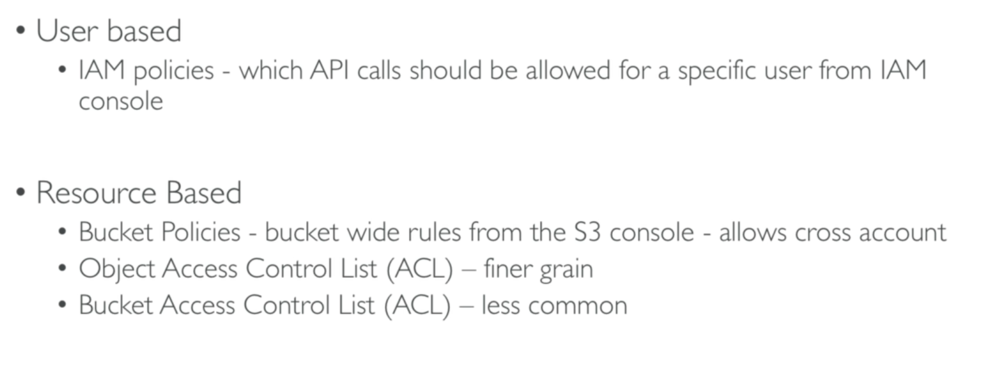 • User based
• IAM policies - which API calls should be allowed for a specific user from IAM
console
• Resource Based
• Bucket Policies - bucket wide rules from the S3 console - allows cross account
• Object Access Control List (ACL) – finer grain
• Bucket Access Control List (ACL) – less common